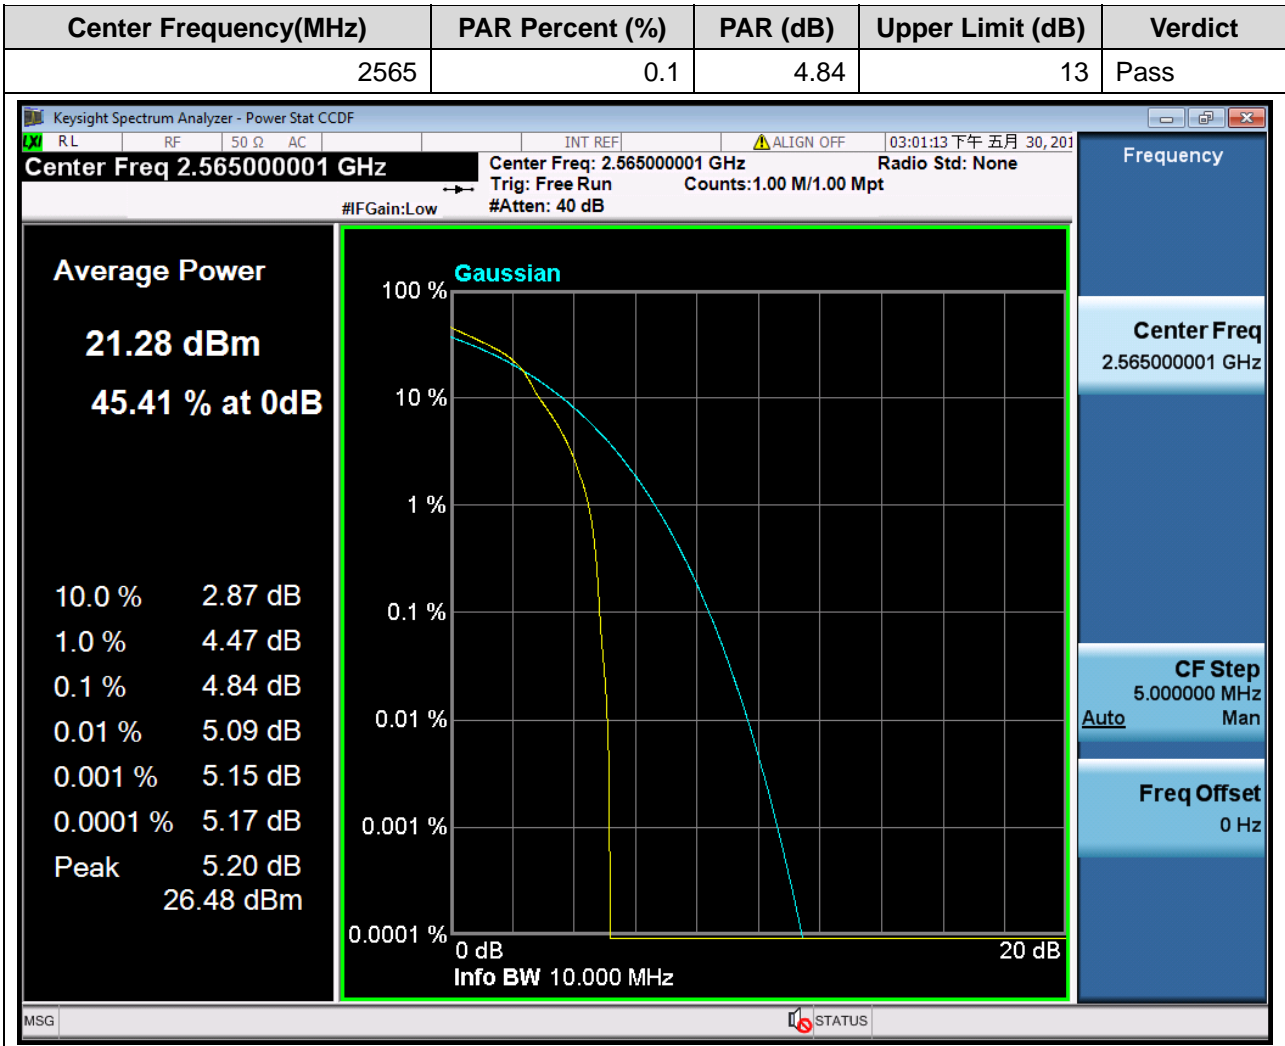 Center Frequency(MHz) PAR Percent (%) PAR (dB) Upper Limit (dB) Verdict
2565 0.1 4.84 13 Pass
Keysight Spectrum Analyzer - Power Stat CCDF
LXI RL RF 50 Ω AC INT REF ALIGN OFF 03:01:13 下午 五月 30, 201
Center Freq 2.565000001 GHz
Center Freq: 2.565000001 GHz Radio Std: None
Trig: Free Run Counts:1.00 M/1.00 Mpt
#IFGain:Low #Atten: 40 dB
Average Power
21.28 dBm
45.41 % at 0dB
10.0 % 2.87 dB
1.0 % 4.47 dB
0.1 % 4.84 dB
0.01 % 5.09 dB
0.001 % 5.15 dB
0.0001 % 5.17 dB
Peak 5.20 dB
26.48 dBm
Gaussian
100 %
10 %
1 %
0.1 %
0.01 %
0.001 %
0.0001 %
0 dB 20 dB
Info BW 10.000 MHz
Frequency
Center Freq
2.565000001 GHz
CF Step
5.000000 MHz
Auto Man
Freq Offset
0 Hz
MSG STATUS